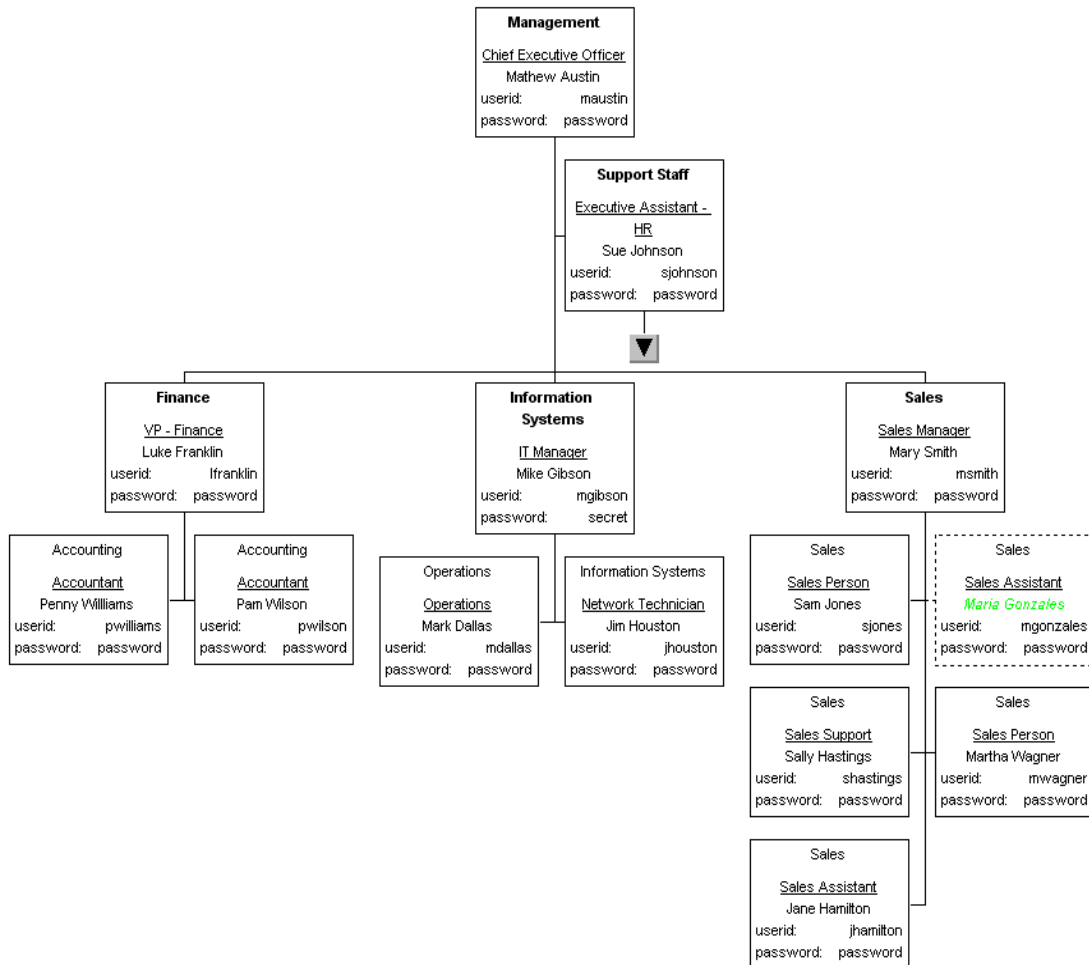 Management
Chief Executive Officer
Mathew Austin
userid: maustin
password: password
Support Staff
Executive Assistant -
HR
Sue Johnson
userid: sjohnson
password: password
Finance
VP - Finance
Luke Franklin
userid: lfranklin
password: password
Information
Systems
IT Manager
Mike Gibson
userid: mgibson
password: secret
Sales
Sales Manager
Mary Smith
userid: msmith
password: password
Accounting
Accountant
Penny Williams
userid: pwilliams
password: password
Accounting
Accountant
Pam Wilson
userid: pwilson
password: password
Operations
Operations
Mark Dallas
userid: mdallas
password: password
Information Systems
Network Technician
Jim Houston
userid: jhouston
password: password
Sales
Sales Person
Sam Jones
userid: sjones
password: password
Sales
Sales Assistant
Maria Gonzales
userid: mgonzales
password: password
Sales
Sales Support
Sally Hastings
userid: shastings
password: password
Sales
Sales Person
Martha Wagner
userid: mwagner
password: password
Sales
Sales Assistant
Jane Hamilton
userid: jhamilton
password: password